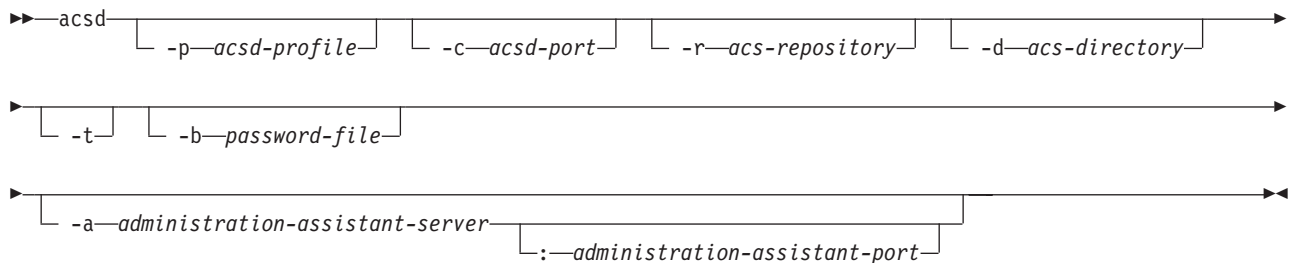 acsd
-p acsd-profile -c acsd-port -r acs-repository -d acs-directory
-t -b password-file
-a administration-assistant-server
: administration-assistant-port